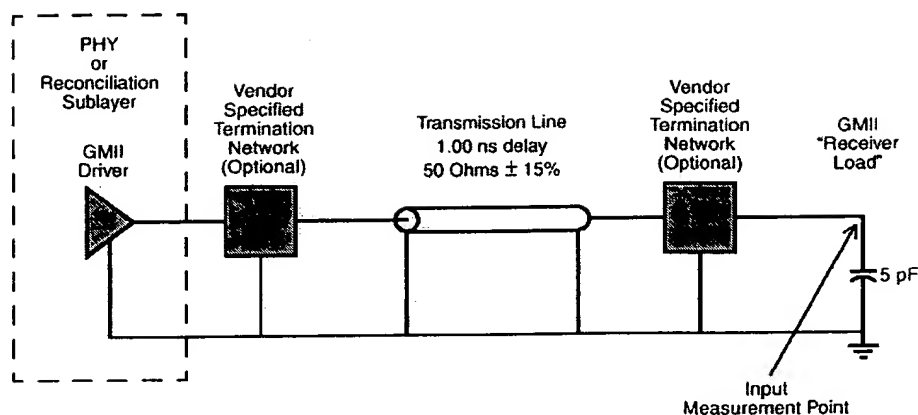 PHY
or
Reconciliation
Sublayer
GMII
Driver
Vendor
Specified
Termination
Network
(Optional)
Transmission Line
1.00 ns delay
50 Ohms ± 15%
Vendor
Specified
Termination
Network
(Optional)
GMII
"Receiver
Load"
5 pF
Input
Measurement Point